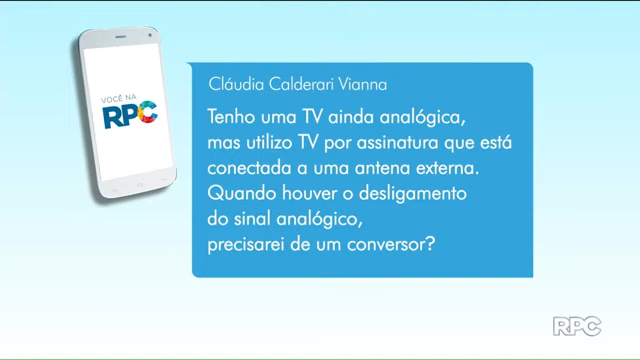 VOCÊ NA
RPC
Cláudia Calderari Vianna
Tenho uma TV ainda analógica,
mas utilizo TV por assinatura que está
conectada a uma antena externa.
Quando houver o desligamento
do sinal analógico,
precisarei de um conversor?
RPC